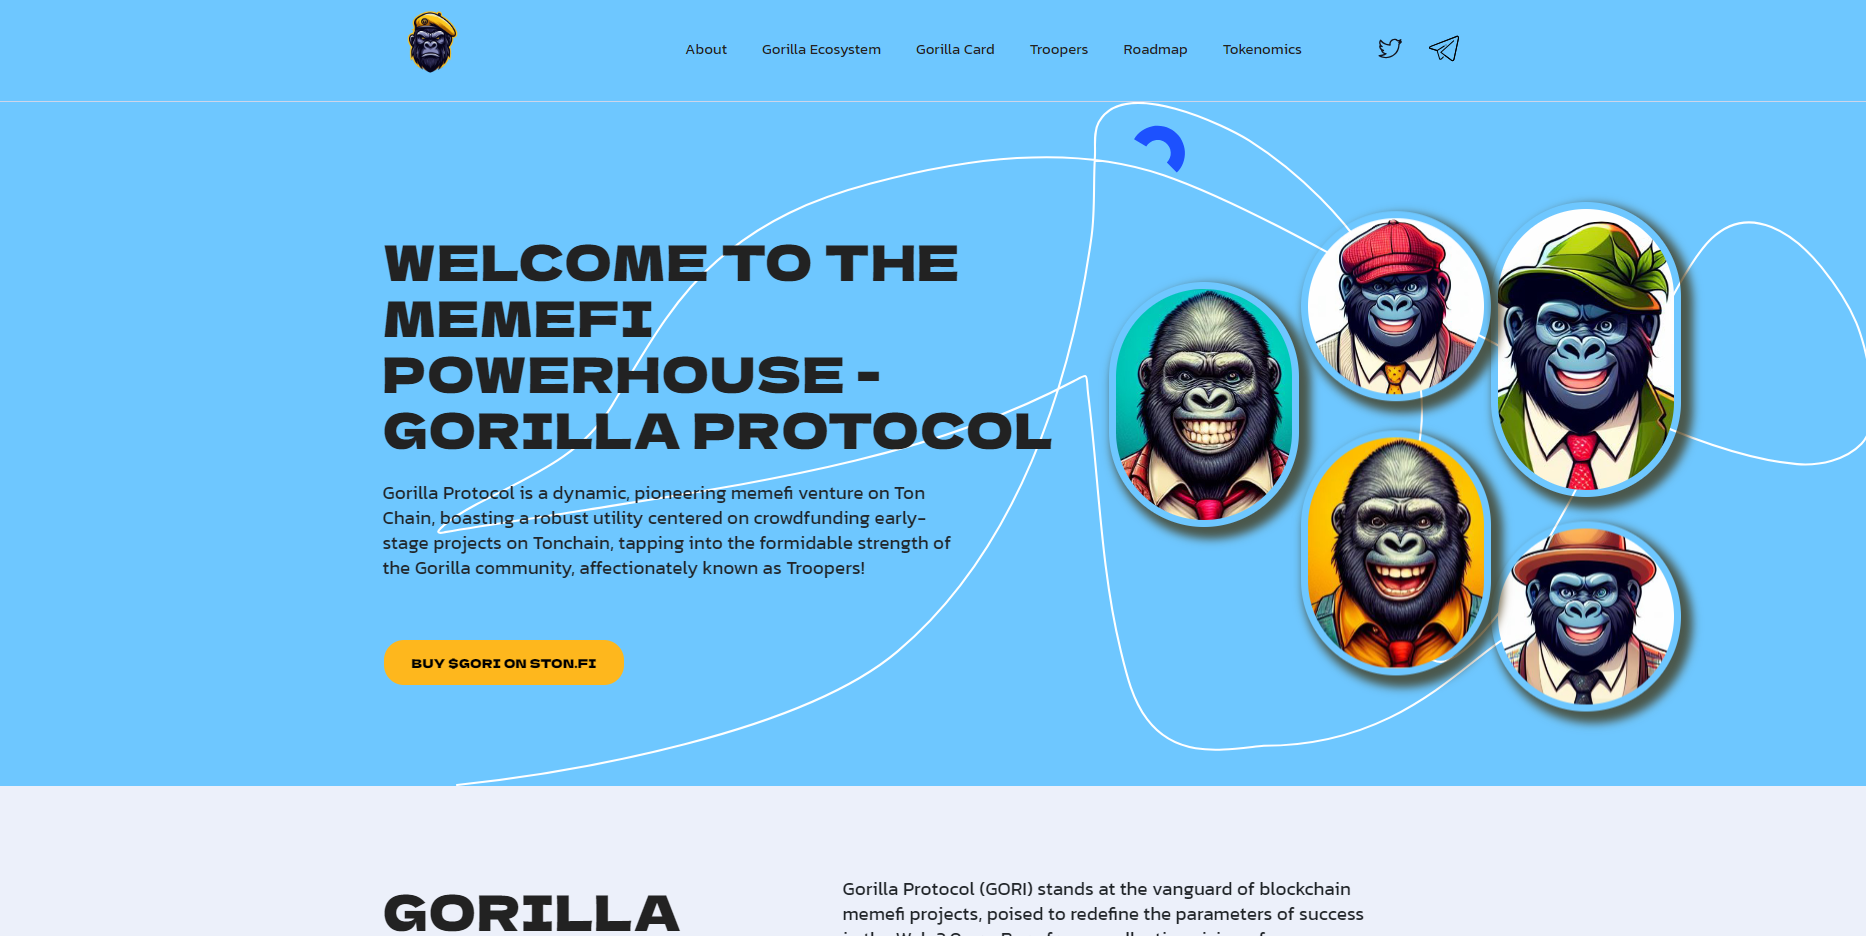 About
Gorilla Ecosystem
Gorilla Card
Troopers
Roadmap
Tokenomics
WELCOME TO THE
MEMEFI
POWERHOUSE -
GORILLA PROTOCOL
Gorilla Protocol is a dynamic, pioneering memefi venture on Ton
Chain, boasting a robust utility centered on crowdfunding early-
stage projects on Tonchain, tapping into the formidable strength of
the Gorilla community, affectionately known as Troopers!
BUY $GORI ON STON.FI
GORILLA
Gorilla Protocol (GORI) stands at the vanguard of blockchain
memefi projects, poised to redefine the parameters of success